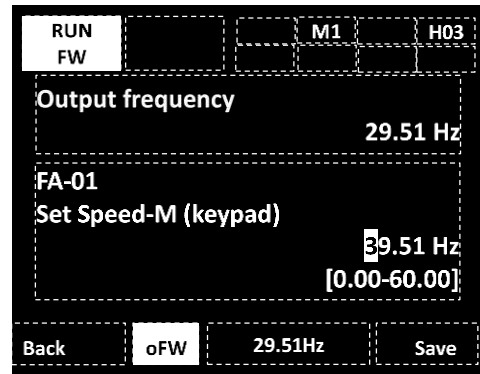 RUN
FW
M1
H03
Output frequency
29.51 Hz
FA-01
Set Speed-M (keypad)
39.51 Hz
[0.00-60.00]
Back oFW 29.51Hz Save